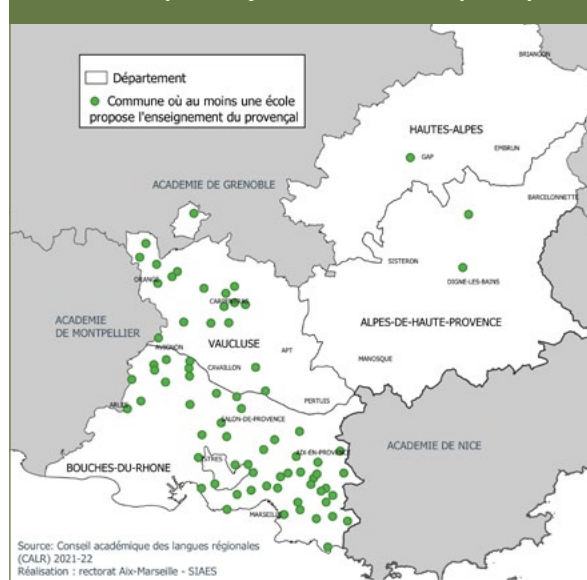 Département
Commune où au moins une école
propose l'enseignement du provençal
BRIANÇON
HAUTES-ALPES
GAP
EMBRUN
ACADEMIE DE GRENOBLE
BARCILONNETTE
SISTERON
DIGNE-LES-BAINS
ORANGE
CARPENTRAS
ACADEMIE
DE MONTPELLIER
AVIGNON
VAUCLUSE
APT
ALPES-DE-HAUTE-PROVENCE
CAVAILLON
MANOSQUE
PERTUIS
ARLES
SALON-DE-PROVENCE
AIX-EN-PROVENCE
ACADEMIE DE NICE
BOUCHES-DU-RHONE
ISTRES
MARSEILLE
Source: Conseil académique des langues régionales
(CALR) 2021-22
Réalisation : rectorat Aix-Marseille - SIAES